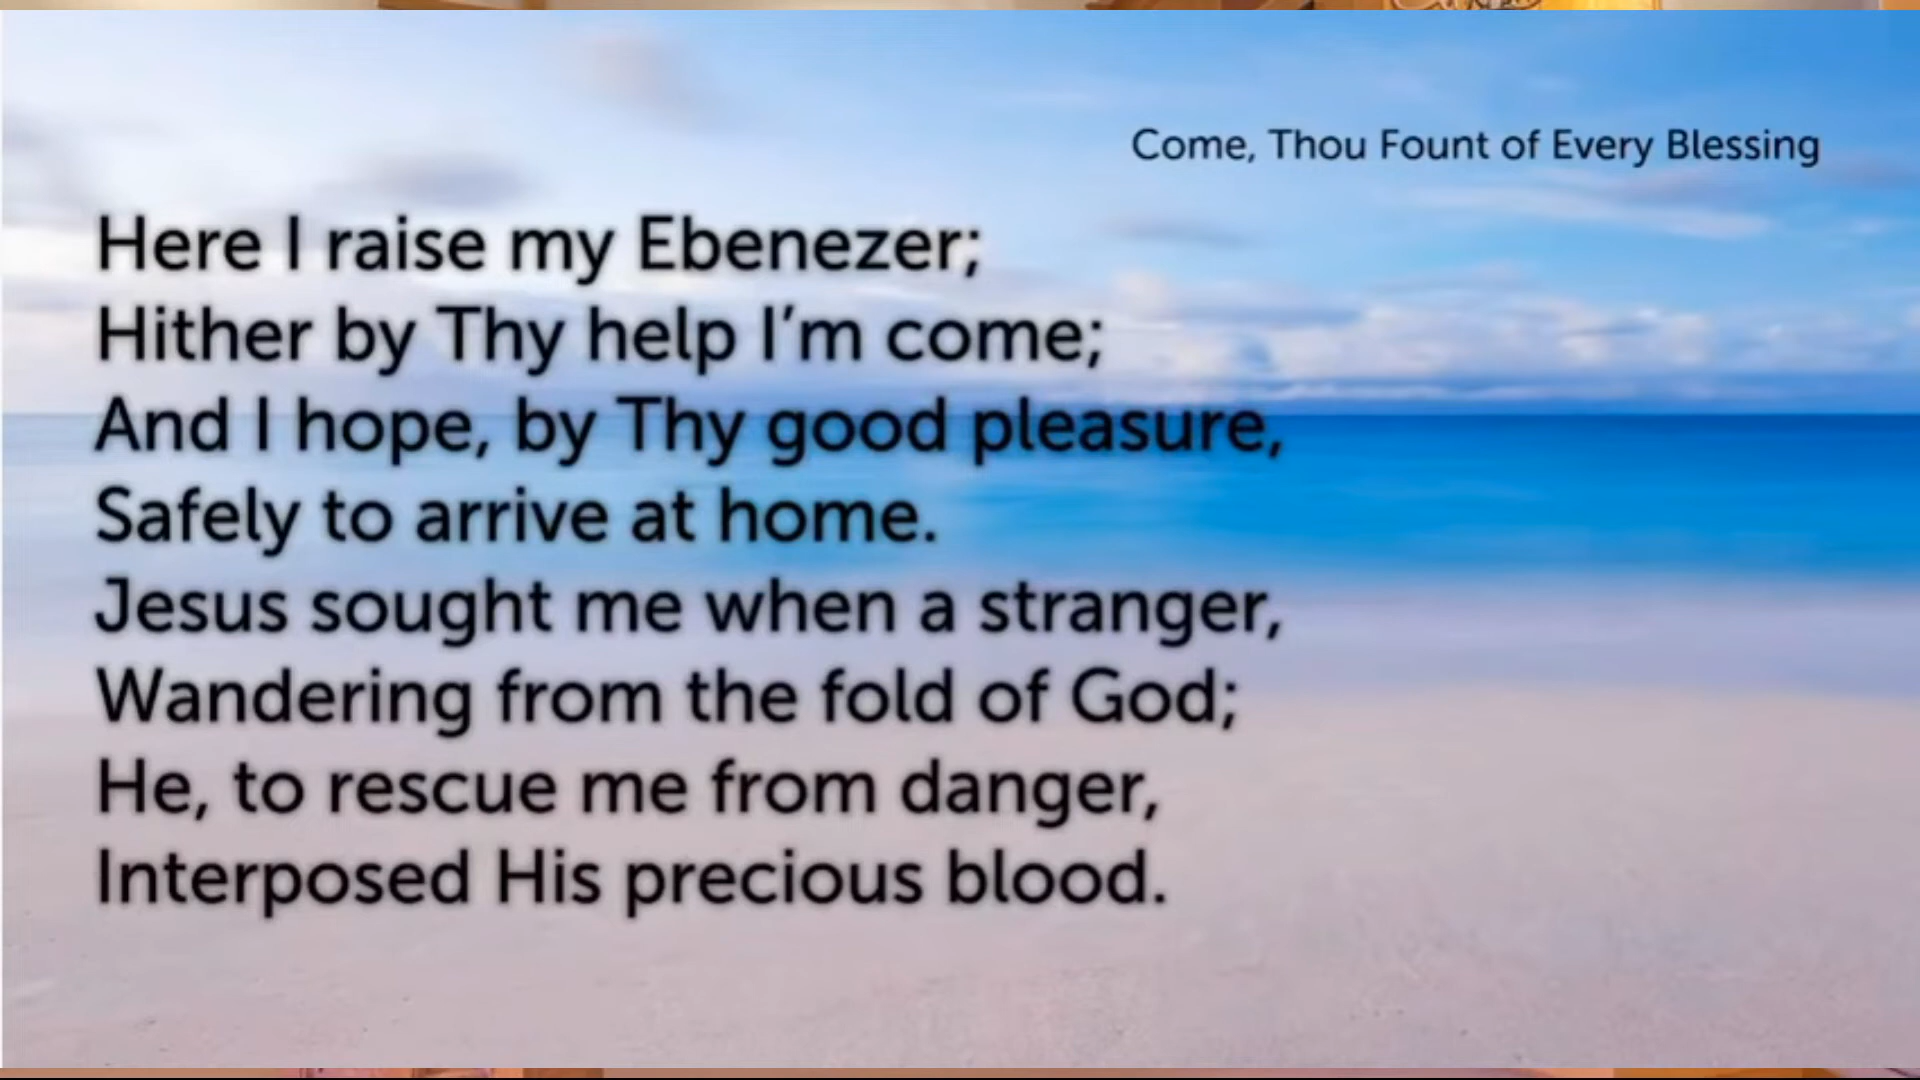 Come, Thou Fount of Every Blessing
Here I raise my Ebenezer;
Hither by Thy help I’m come;
And I hope, by Thy good pleasure,
Safely to arrive at home.
Jesus sought me when a stranger,
Wandering from the fold of God;
He, to rescue me from danger,
Interposed His precious blood.